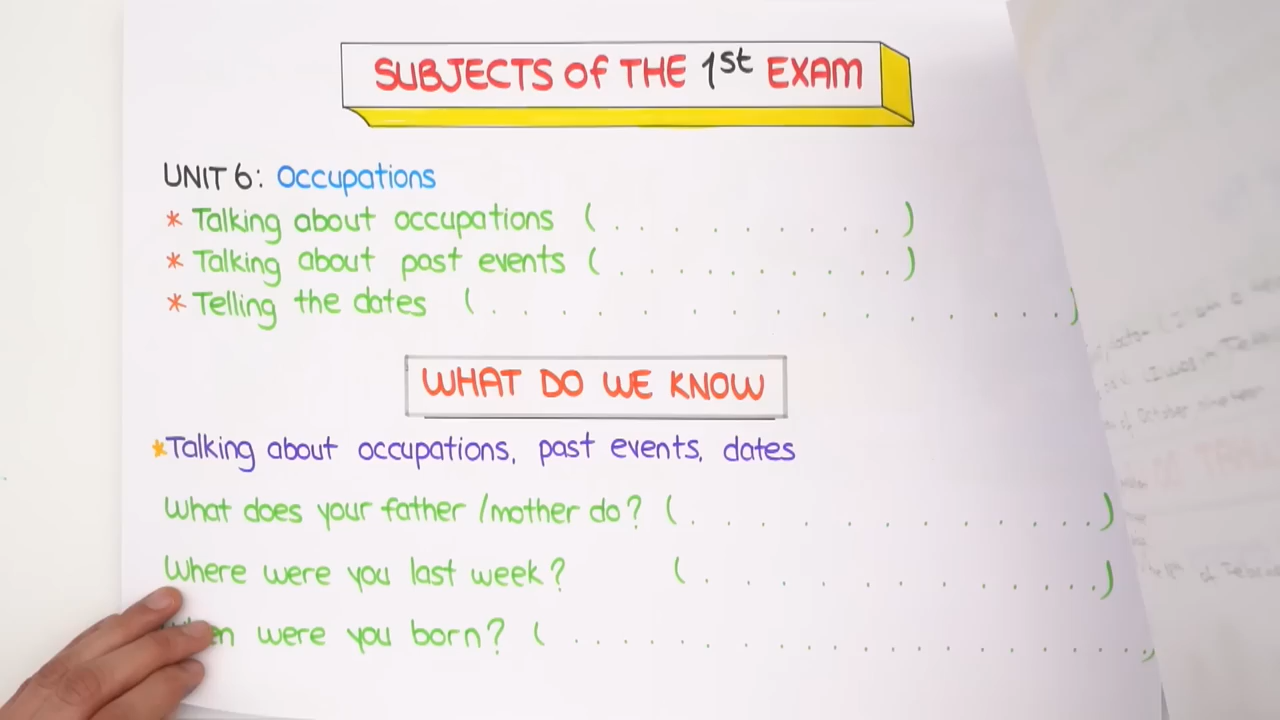 SUBJECTS Of THE 1st EXAM
UNIT 6: Occupations
* Talking about occupations ( . . . . . . . . . )
* Talking about past events ( . . . . . . . . . . )
* Telling the dates ( . . . . . . . . . . . . . . )
WHAT DO WE KNOW
* Talking about occupations, past events, dates
What does your father / mother do? ( . . . . . . . . . . . . )
Where were you last week? ( . . . . . . . . . . . )
When were you born? ( . . . . . . . . . . . . . . . )